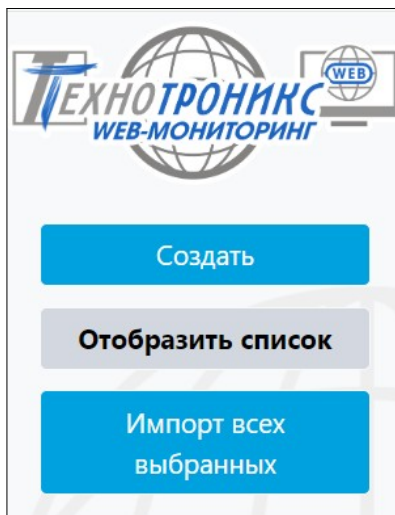 ТЕХНОТРОНИКС
WEB
WEB-МОНИТОРИНГ
Создать
Отобразить список
Импорт всех
выбранных